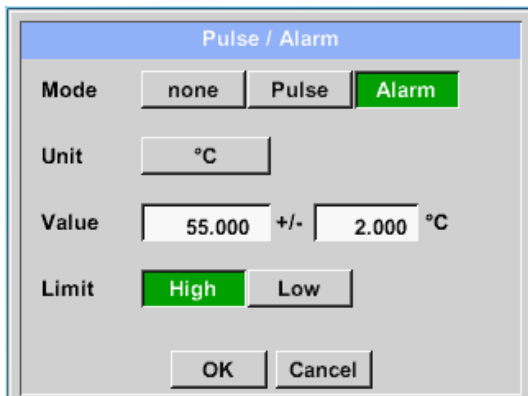 Pulse / Alarm
Mode none Pulse Alarm
Unit °C
Value 55.000 +/- 2.000 °C
Limit High Low
OK Cancel